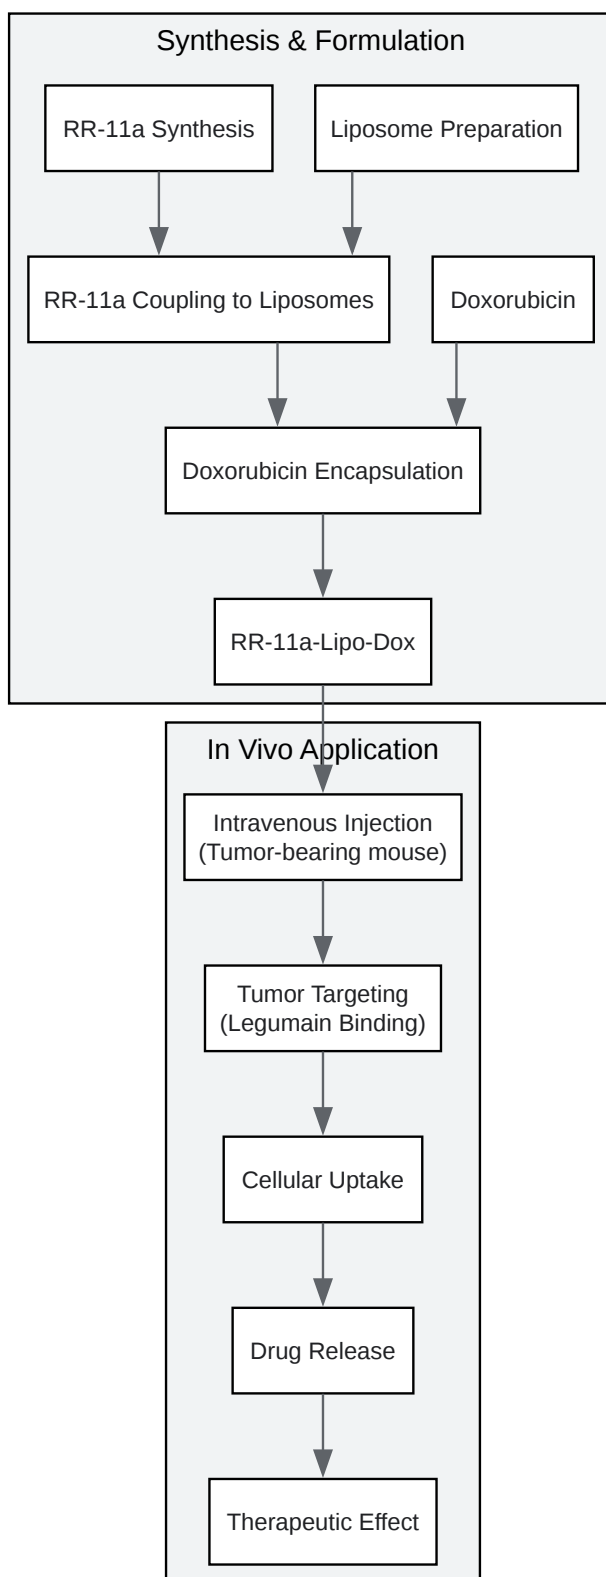 Synthesis & Formulation
RR-11a Synthesis
Liposome Preparation
RR-11a Coupling to Liposomes
Doxorubicin
Doxorubicin Encapsulation
RR-11a-Lipo-Dox
In Vivo Application
Intravenous Injection
(Tumor-bearing mouse)
Tumor Targeting
(Legumain Binding)
Cellular Uptake
Drug Release
Therapeutic Effect